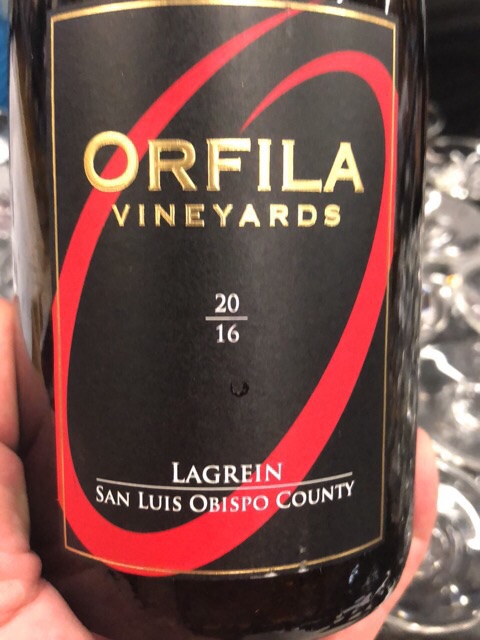 ORFILA
VINEYARDS
20
16
LAGREIN
SAN LUIS OBISPO COUNTY